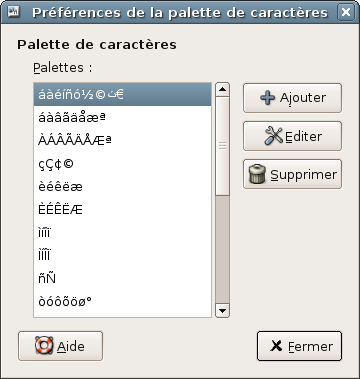 Préférences de la palette de caractères
Palette de caractères
Palettes :
áàéíñó½©ث€
áàâãäåæª
ÀÁÂÃÄÅÆª
çÇ¢©
èéêëæ
ÈÉÊËÆ
ìíîï
ÌÍÎÏ
ñÑ
òóôõöø°
Ajouter
Editer
Supprimer
Aide
Fermer